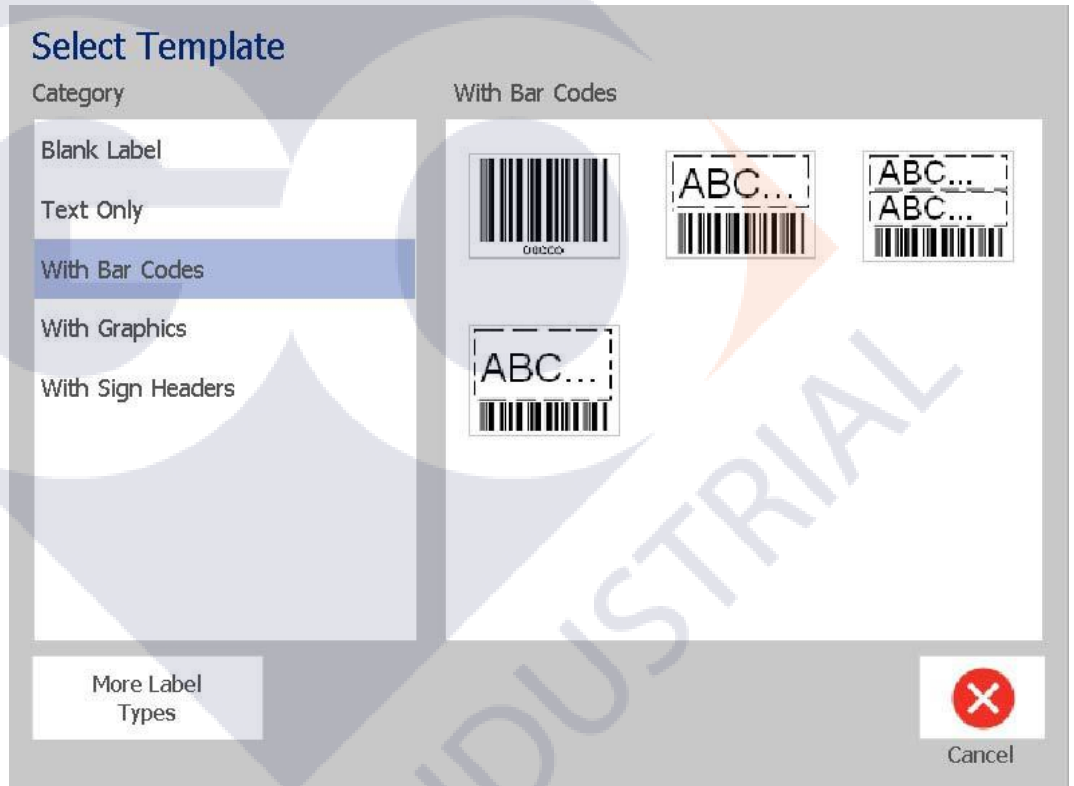 Select Template
Category
With Bar Codes
Blank Label
Text Only
With Bar Codes
With Graphics
With Sign Headers
ABC...
ABC...
ABC...
ABC...
More Label
Types
Cancel
INDUSTRIAL